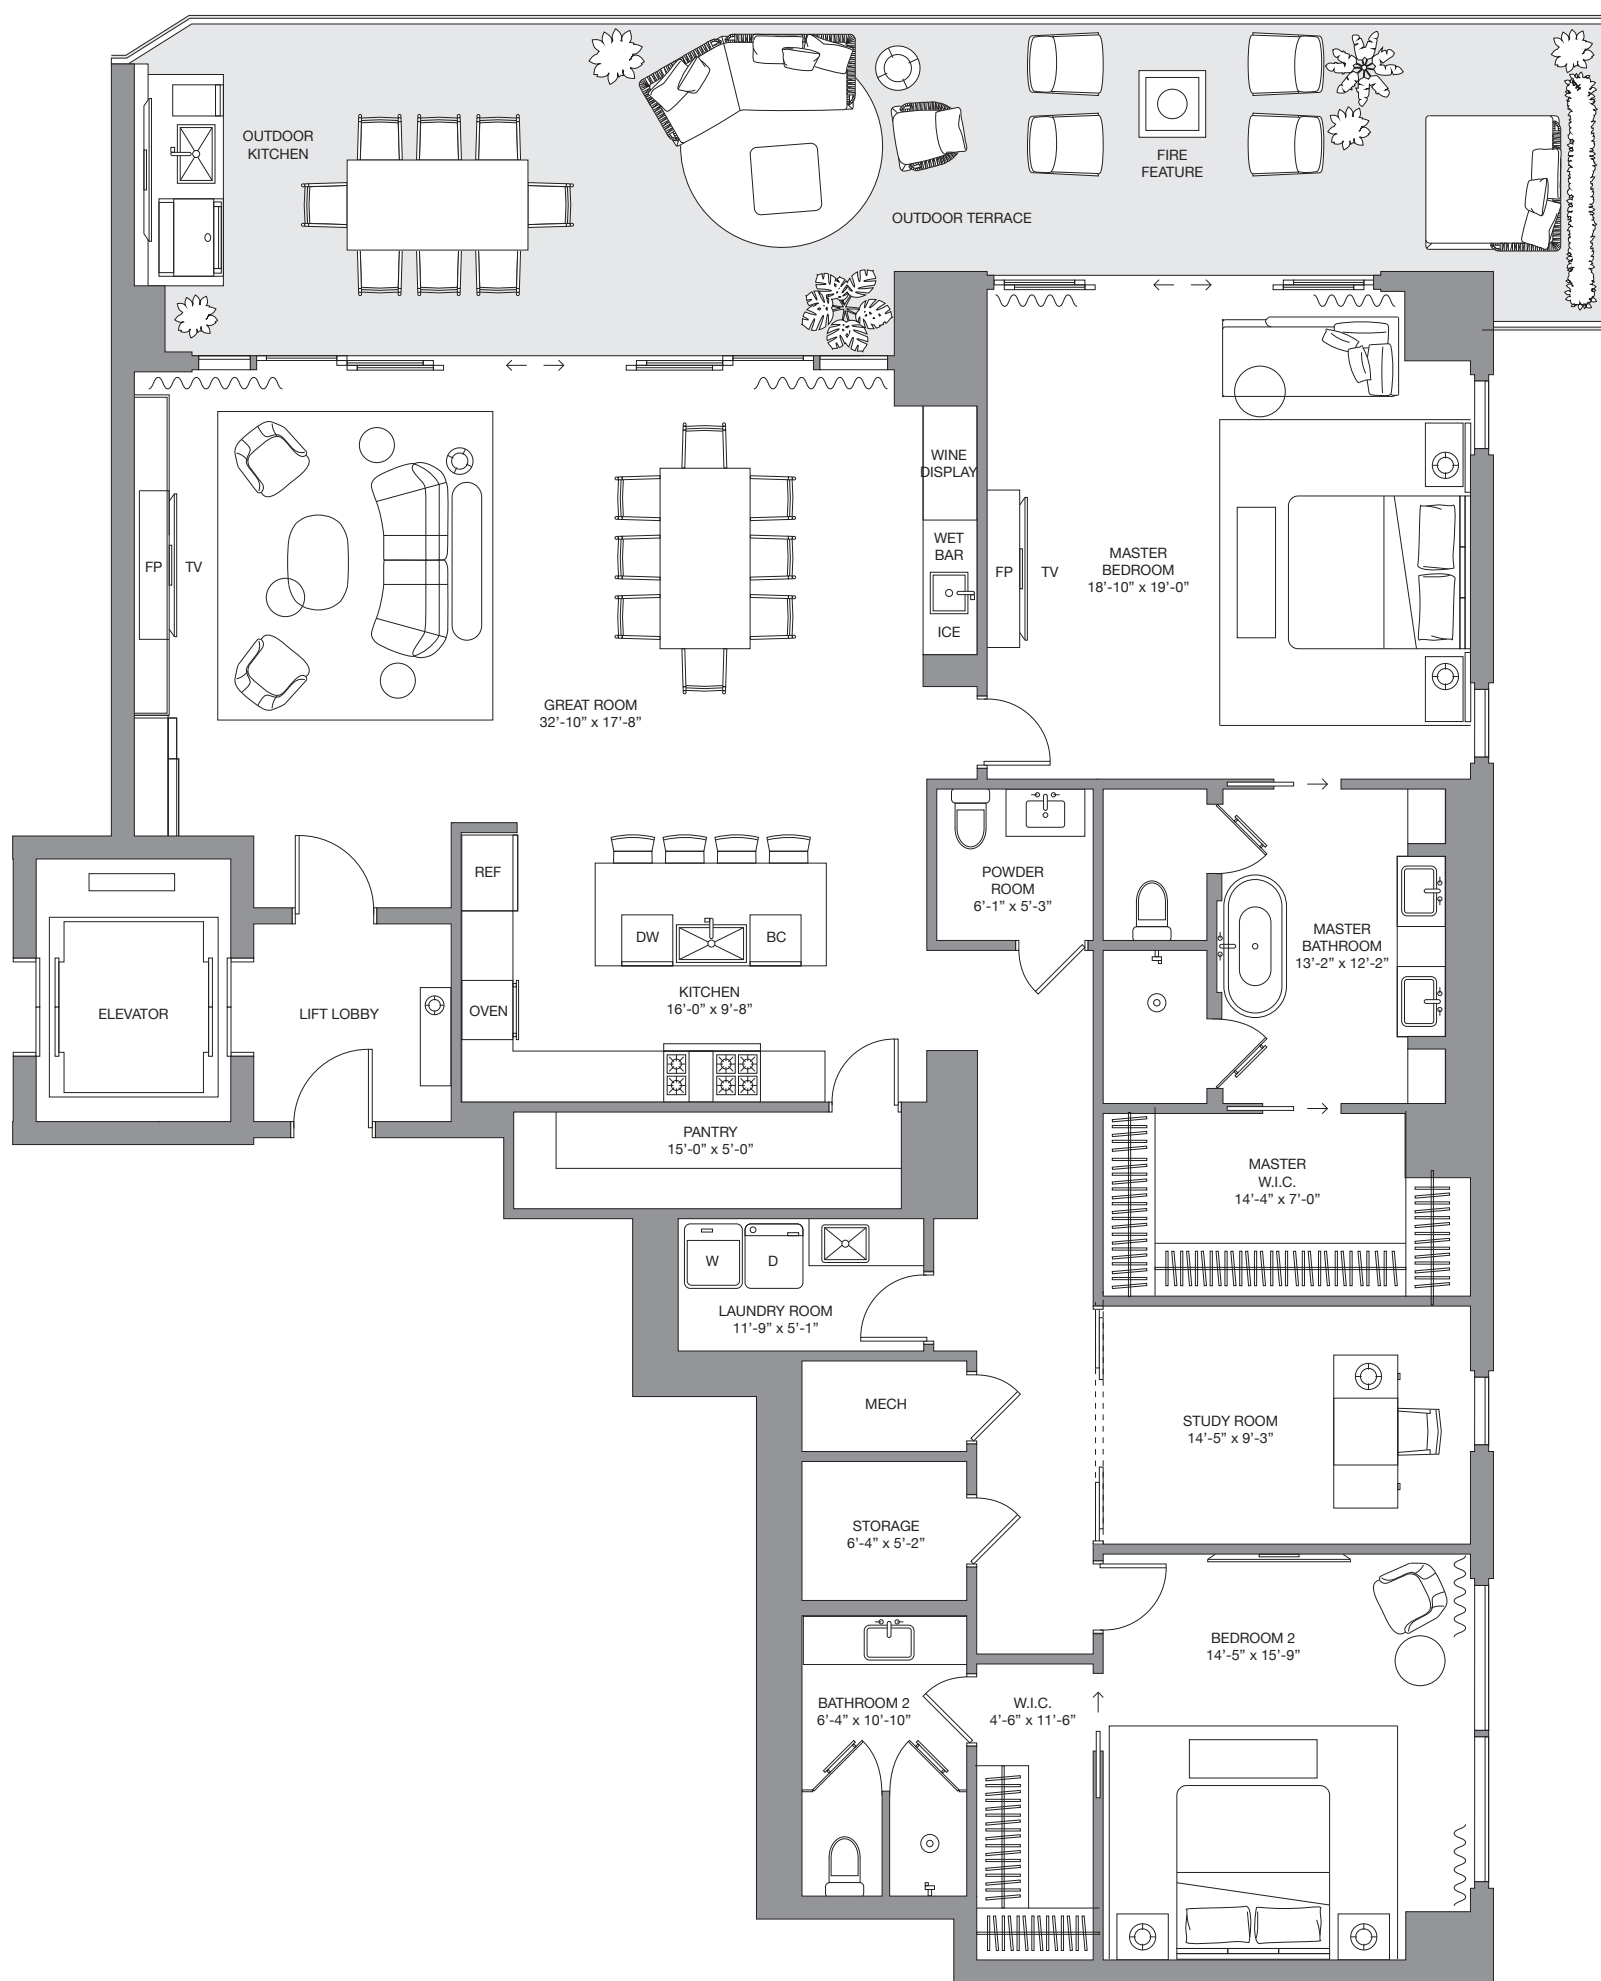 OUTDOOR
KITCHEN
FIRE
FEATURE
OUTDOOR TERRACE
WINE
DISPLAY
WET
BAR
ICE
FP
TV
FP
TV
MASTER
BEDROOM
18'-10” x 19'-0”
GREAT ROOM
32'-10” x 17'-8”
REF
POWDER
ROOM
6'-1” x 5'-3”
DW
BC
MASTER
BATHROOM
13'-2” x 12'-2”
KITCHEN
16'-0” x 9'-8”
ELEVATOR
LIFT LOBBY
OVEN
PANTRY
15'-0” x 5'-0”
MASTER
W.I.C.
14'-4” x 7'-0”
W
D
LAUNDRY ROOM
11'-9” x 5'-1”
MECH
STUDY ROOM
14'-5” x 9'-3”
STORAGE
6'-4” x 5'-2”
BEDROOM 2
14'-5” x 15'-9”
BATHROOM 2
6'-4” x 10'-10”
W.I.C.
4'-6” x 11'-6”